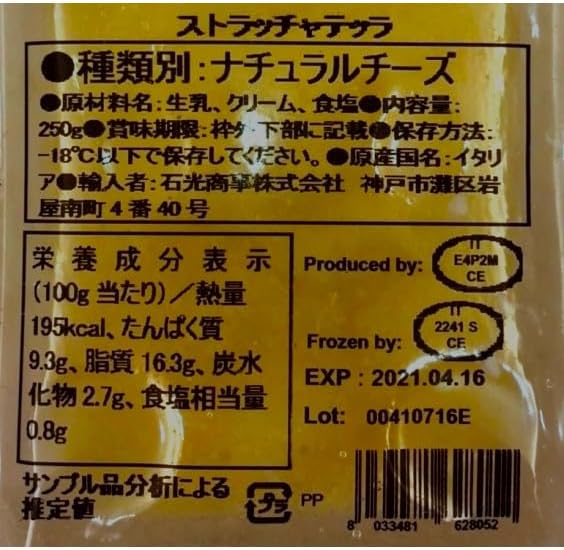 ストラッチャテッラ
●種類別:ナチュラルチーズ
●原材料名:生乳、クリーム、食塩●内容量:
250g●賞味期限:枠外下部に記載●保存方法:
-18℃以下で保存してください。●原産国名:イタリ
ア●輸入者:石光商事株式会社 神戸市灘区岩
屋南町4番40号
栄養成分表示
(100g当たり)/熱量
195kcal、たんぱく質
9.3g、脂質16.3g、炭水
化物2.7g、食塩相当量
0.8g
サンプル品分析による
推定値
プラ
PP
Produced by:
IT
E4P2M
CE
Frozen by:
IT
2241 S
CE
EXP : 2021.04.16
Lot: 00410716E
8 033481 628052